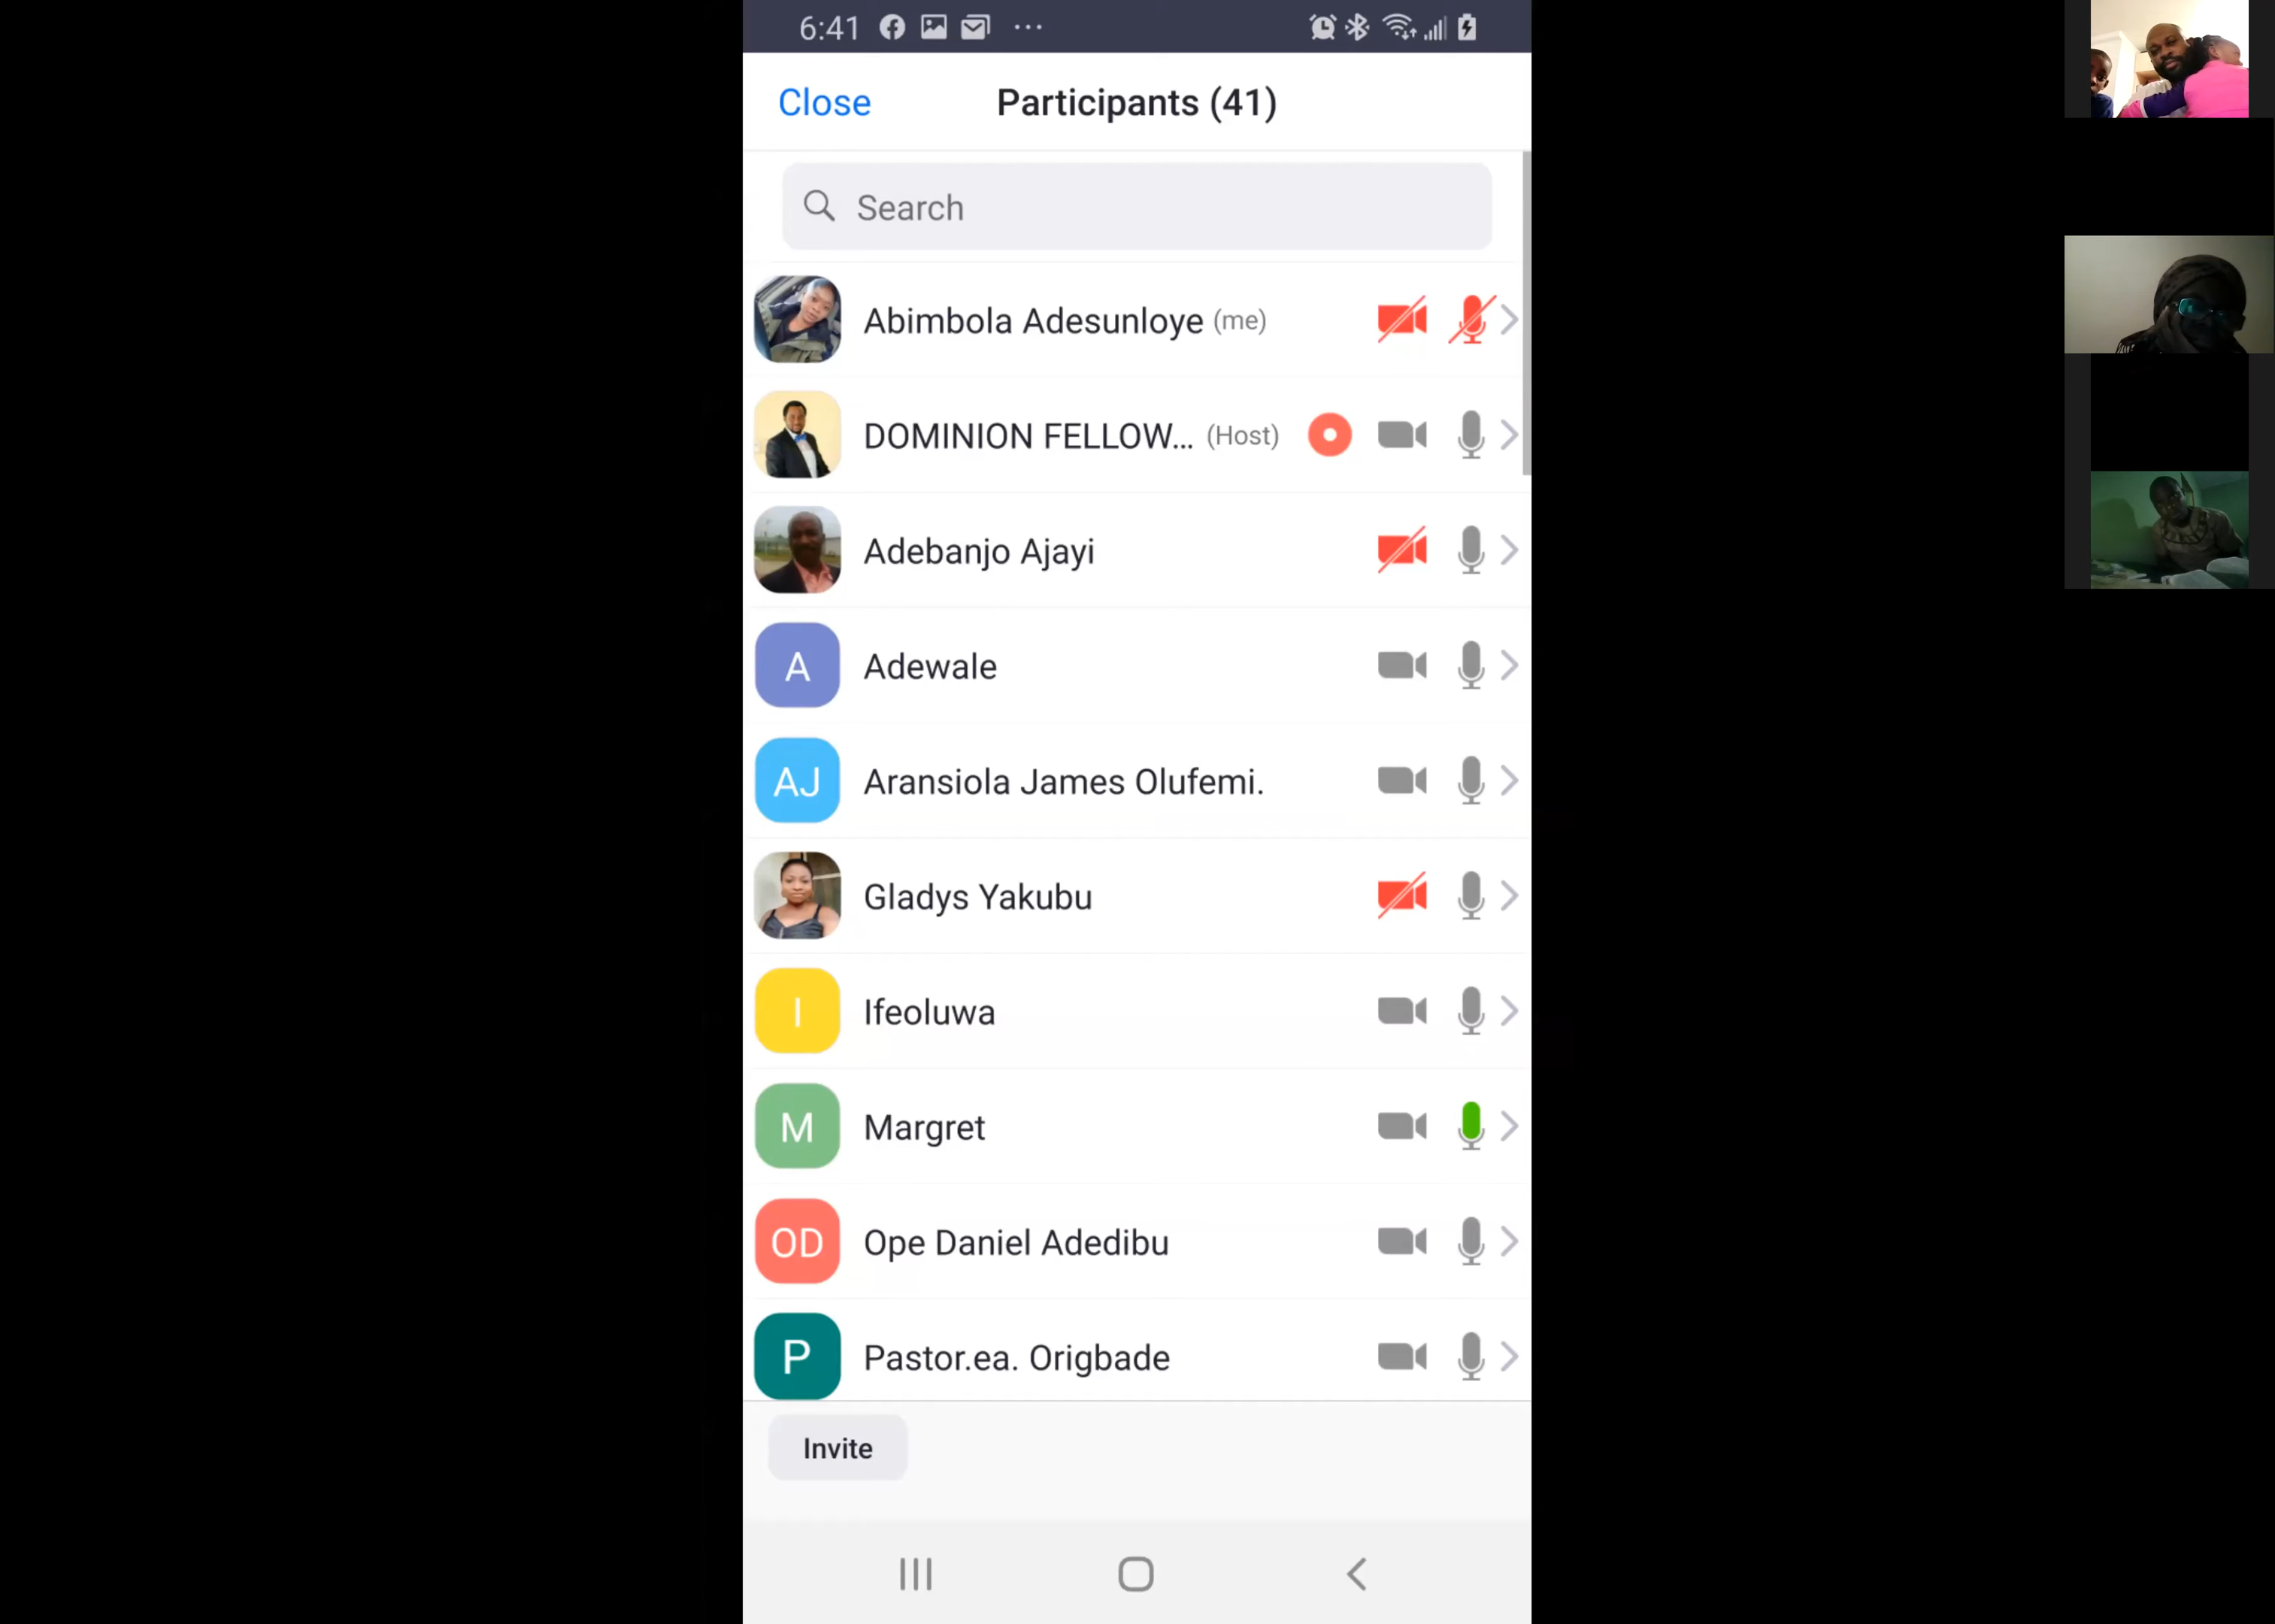 6:41
Close Participants (41)
Search
Abimbola Adesunloye (me)
DOMINION FELLOW... (Host)
Adebanjo Ajayi
A Adewale
AJ Aransiola James Olufemi.
Gladys Yakubu
I Ifeoluwa
M Margret
OD Ope Daniel Adedibu
P Pastor.ea. Origbade
Invite